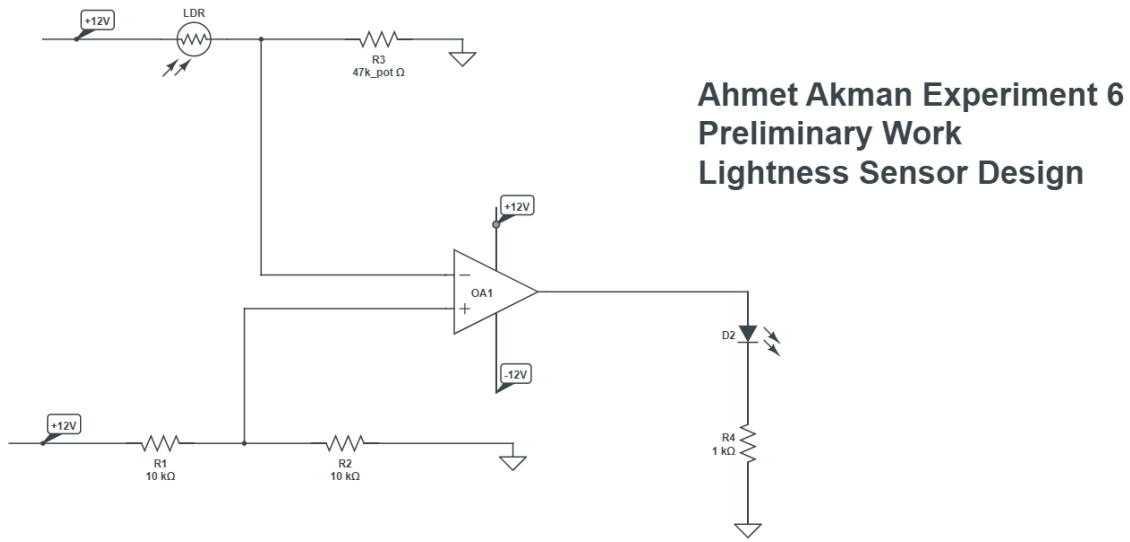 +12V
LDR
R3
47k_pot Ω
Ahmet Akman Experiment 6
Preliminary Work
Lightness Sensor Design
+12V
−
OA1
+
-12V
D2
+12V
R1
10 kΩ
R2
10 kΩ
R4
1 kΩ